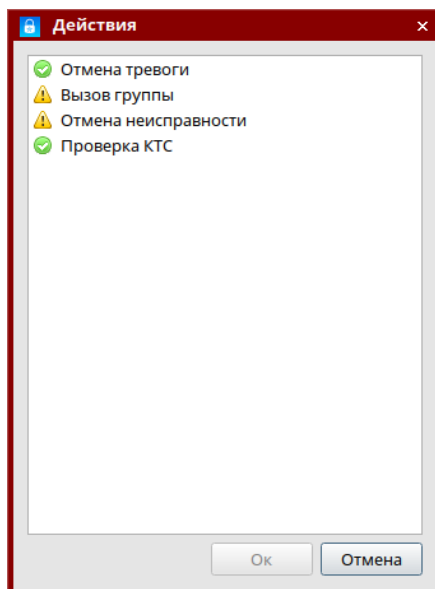 Действия
Отмена тревоги
Вызов группы
Отмена неисправности
Проверка КТС
Ок
Отмена